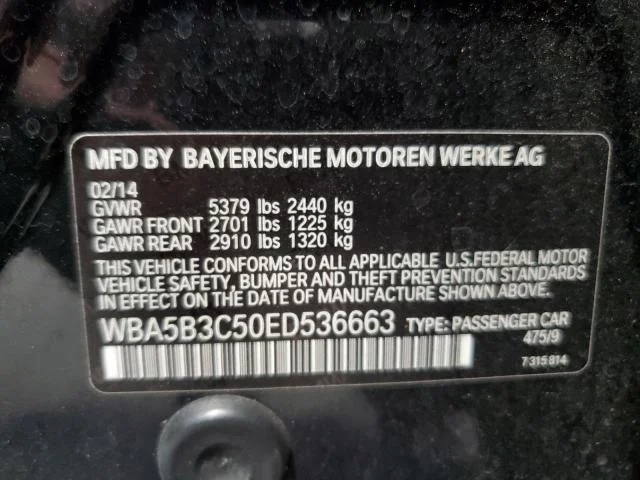 MFD BY BAYERISCHE MOTOREN WERKE AG
02/14
GVWR 5379 lbs 2440 kg
GAWR FRONT 2701 lbs 1225 kg
GAWR REAR 2910 lbs 1320 kg
THIS VEHICLE CONFORMS TO ALL APPLICABLE U.S.FEDERAL MOTOR
VEHICLE SAFETY, BUMPER AND THEFT PREVENTION STANDARDS
IN EFFECT ON THE DATE OF MANUFACTURE SHOWN ABOVE.
WBA5B3C50ED536663 TYPE: PASSENGER CAR
475/9
7 315 814